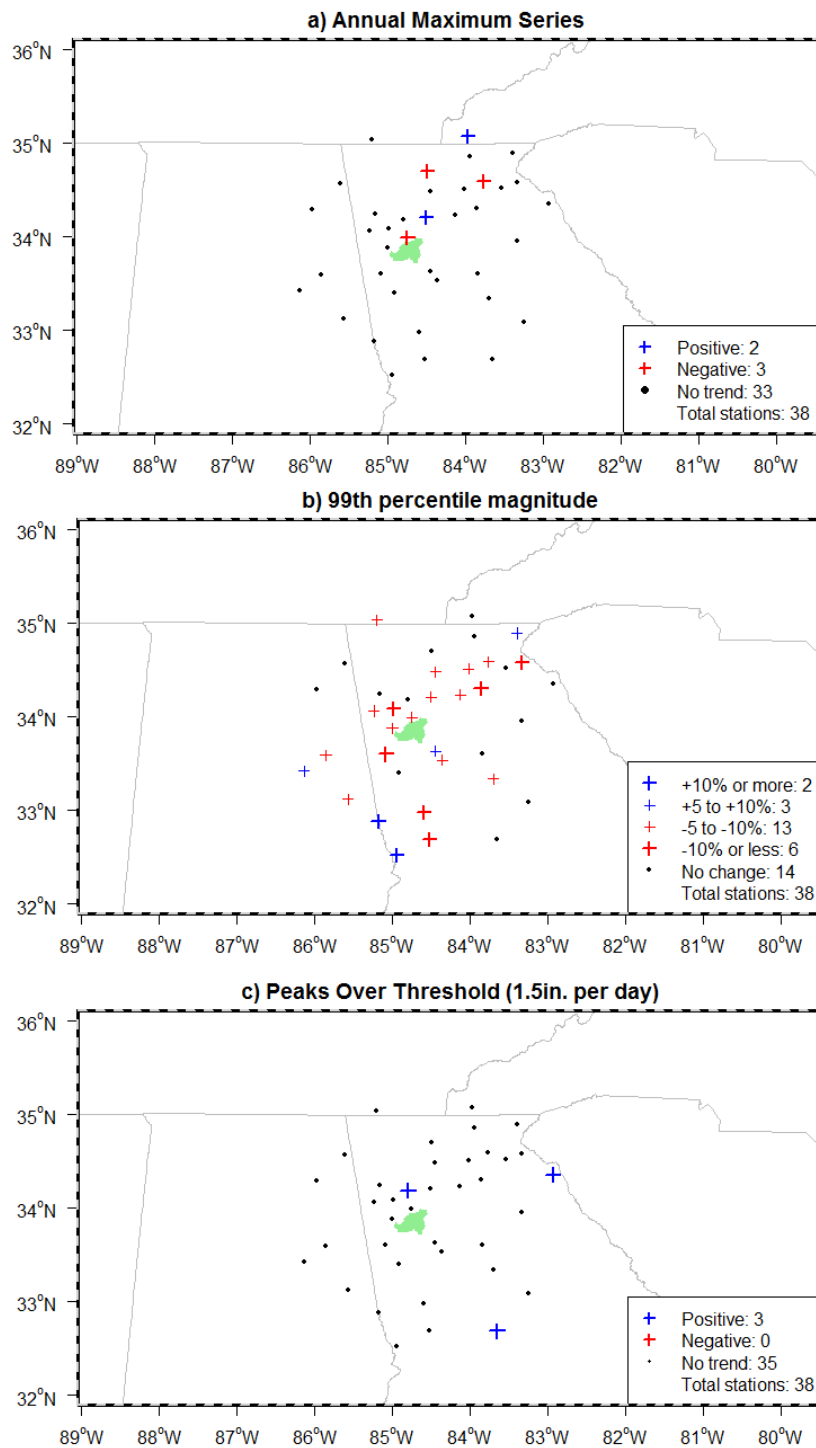 a) Annual Maximum Series
36°N
35°N
34°N
33°N
32°N
Positive: 2
Negative: 3
No trend: 33
Total stations: 38
89°W 88°W 87°W 86°W 85°W 84°W 83°W 82°W 81°W 80°W
b) 99th percentile magnitude
36°N
35°N
34°N
33°N
32°N
+10% or more: 2
+5 to +10%: 3
-5 to -10%: 13
-10% or less: 6
No change: 14
Total stations: 38
89°W 88°W 87°W 86°W 85°W 84°W 83°W 82°W 81°W 80°W
c) Peaks Over Threshold (1.5in. per day)
36°N
35°N
34°N
33°N
32°N
Positive: 3
Negative: 0
No trend: 35
Total stations: 38
89°W 88°W 87°W 86°W 85°W 84°W 83°W 82°W 81°W 80°W